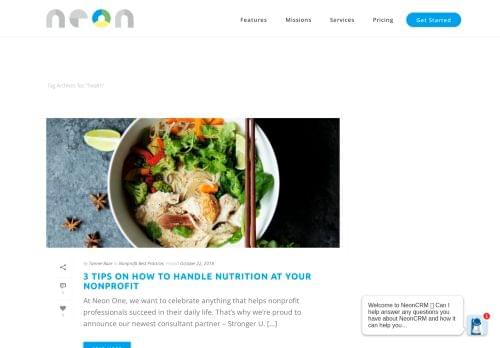 neon
Features
Missions
Services
Pricing
Get Started
Tag Archives for: "health"
By Tanner Base In Nonprofit Best Practices Posted October 22, 2018
3 TIPS ON HOW TO HANDLE NUTRITION AT YOUR
NONPROFIT
At Neon One, we want to celebrate anything that helps nonprofit
professionals succeed in their daily life. That's why we're proud to
announce our newest consultant partner – Stronger U. [...]
Welcome to NeonCRM Can I
help answer any questions you
have about NeonCRM and how it
can help you...
1